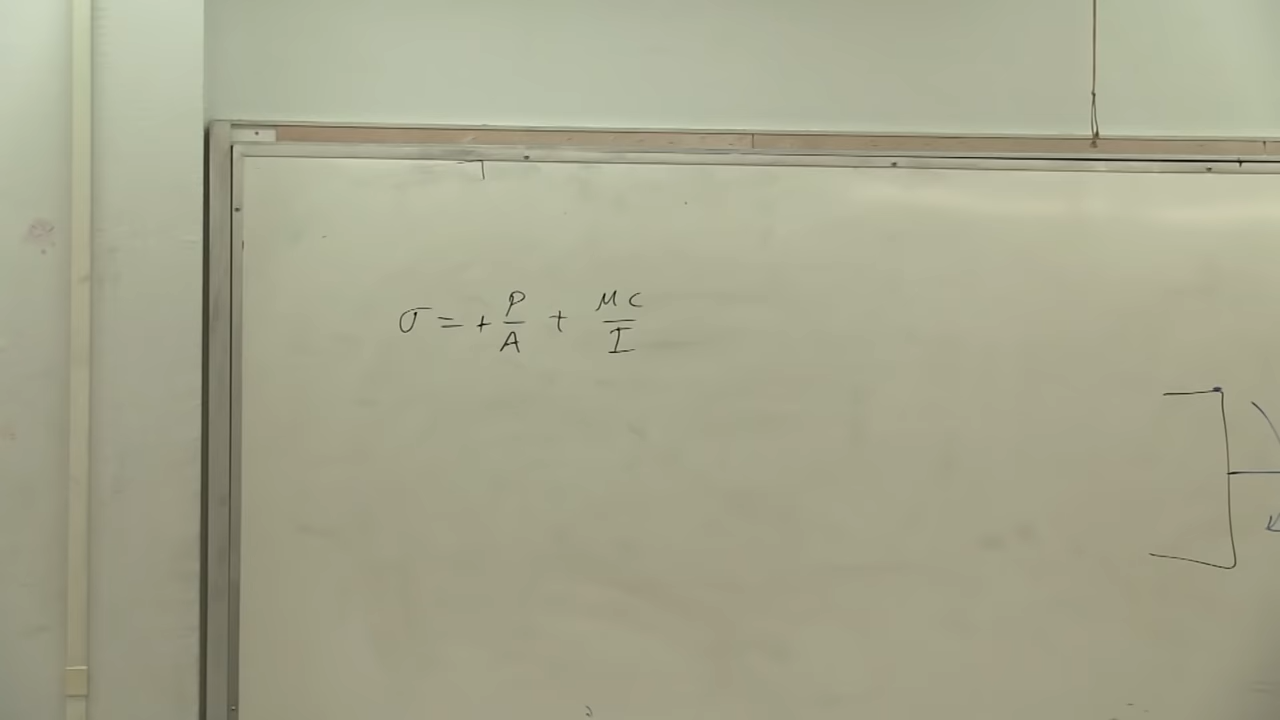 σ = + P/A + MC/I